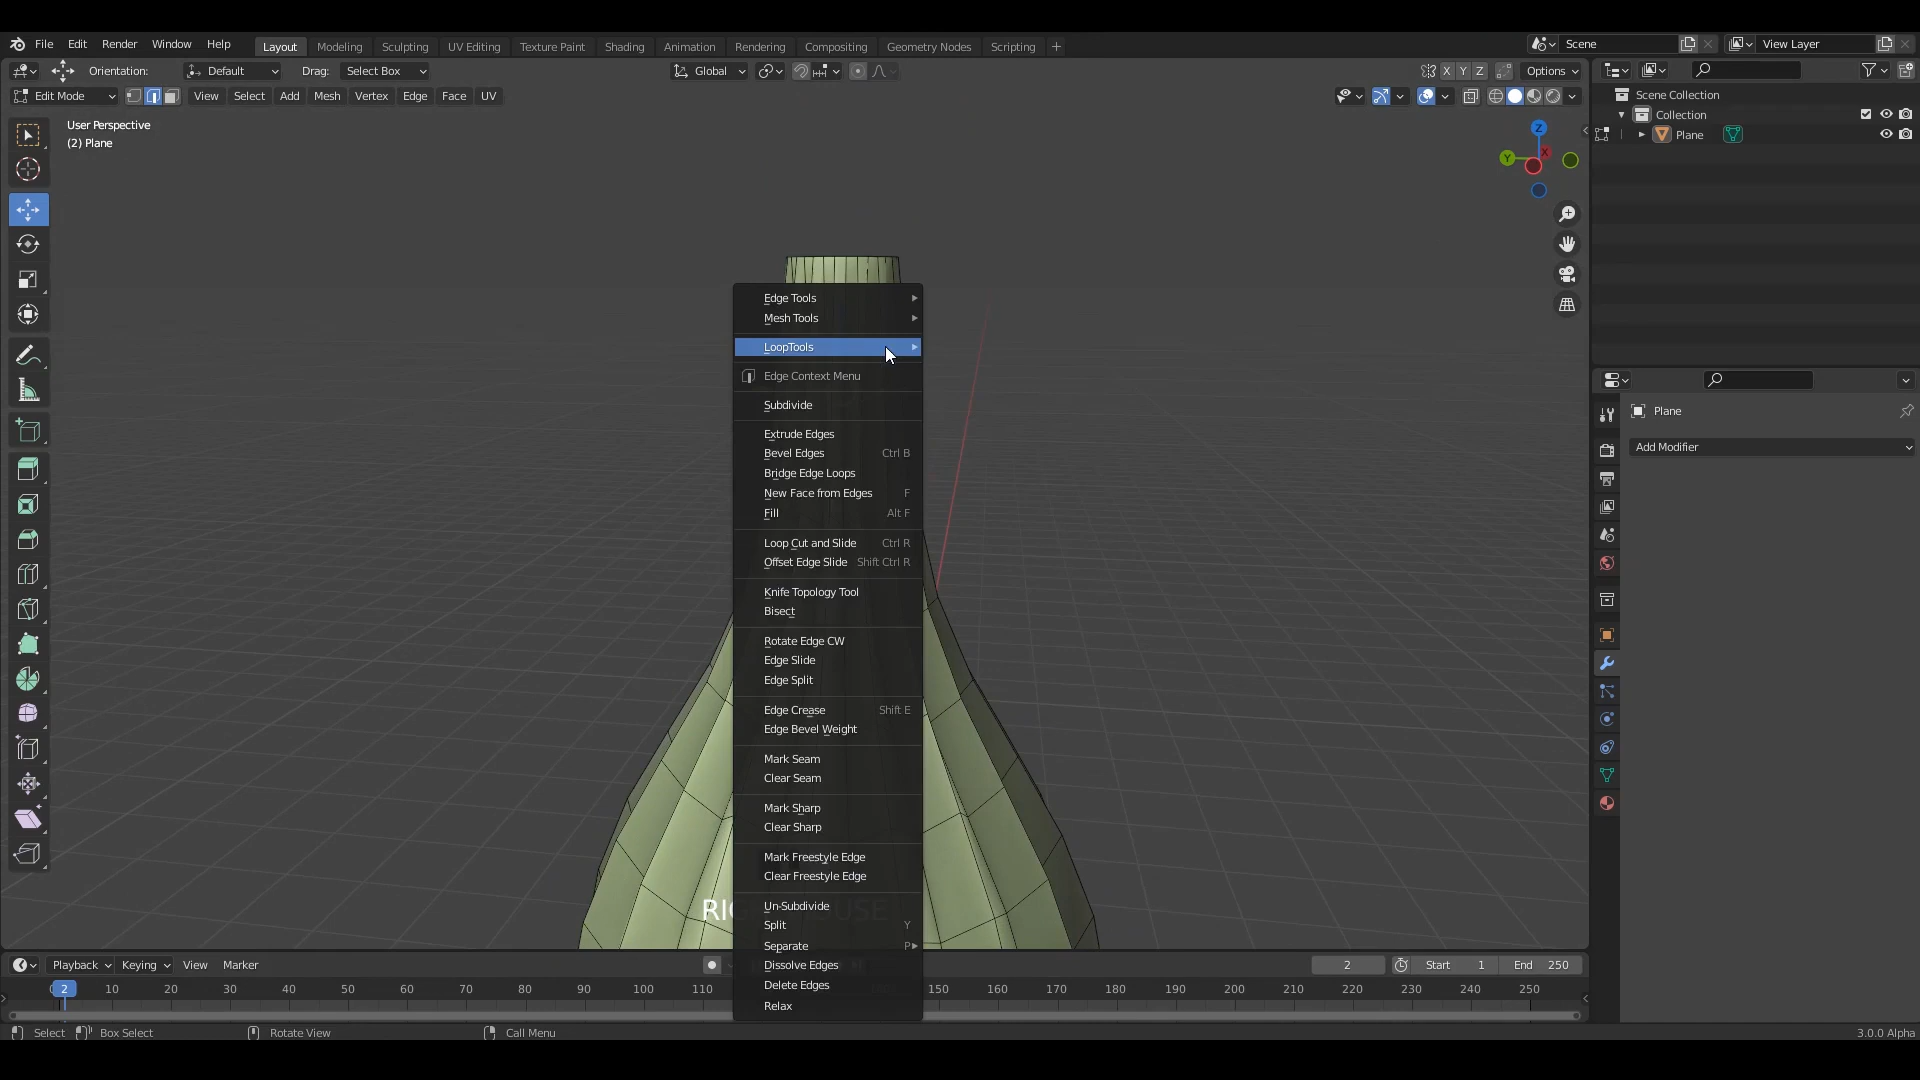 File Edit Render Window Help Layout Modeling Sculpting UV Editing Texture Paint Shading Animation Rendering Compositing Geometry Nodes Scripting + Scene View Layer
Orientation: Default Drag: Select Box Global X Y Z Options
Edit Mode View Select Add Mesh Vertex Edge Face UV
User Perspective
(2) Plane
Z
Y
X
Edge Tools
Mesh Tools
LoopTools
Edge Context Menu
Subdivide
Extrude Edges
Bevel Edges Ctrl B
Bridge Edge Loops
New Face from Edges F
Fill Alt F
Loop Cut and Slide Ctrl R
Offset Edge Slide Shift Ctrl R
Knife Topology Tool
Bisect
Rotate Edge CW
Edge Slide
Edge Split
Edge Crease Shift E
Edge Bevel Weight
Mark Seam
Clear Seam
Mark Sharp
Clear Sharp
Mark Freestyle Edge
Clear Freestyle Edge
Un-Subdivide
Split Y
Separate P
Dissolve Edges
Delete Edges
Relax
Scene Collection
Collection
Plane
Plane
Add Modifier
Playback Keying View Marker 2 Start 1 End 250
2 10 20 30 40 50 60 70 80 90 100 110 150 160 170 180 190 200 210 220 230 240 250
Select Box Select Rotate View Call Menu 3.0.0 Alpha